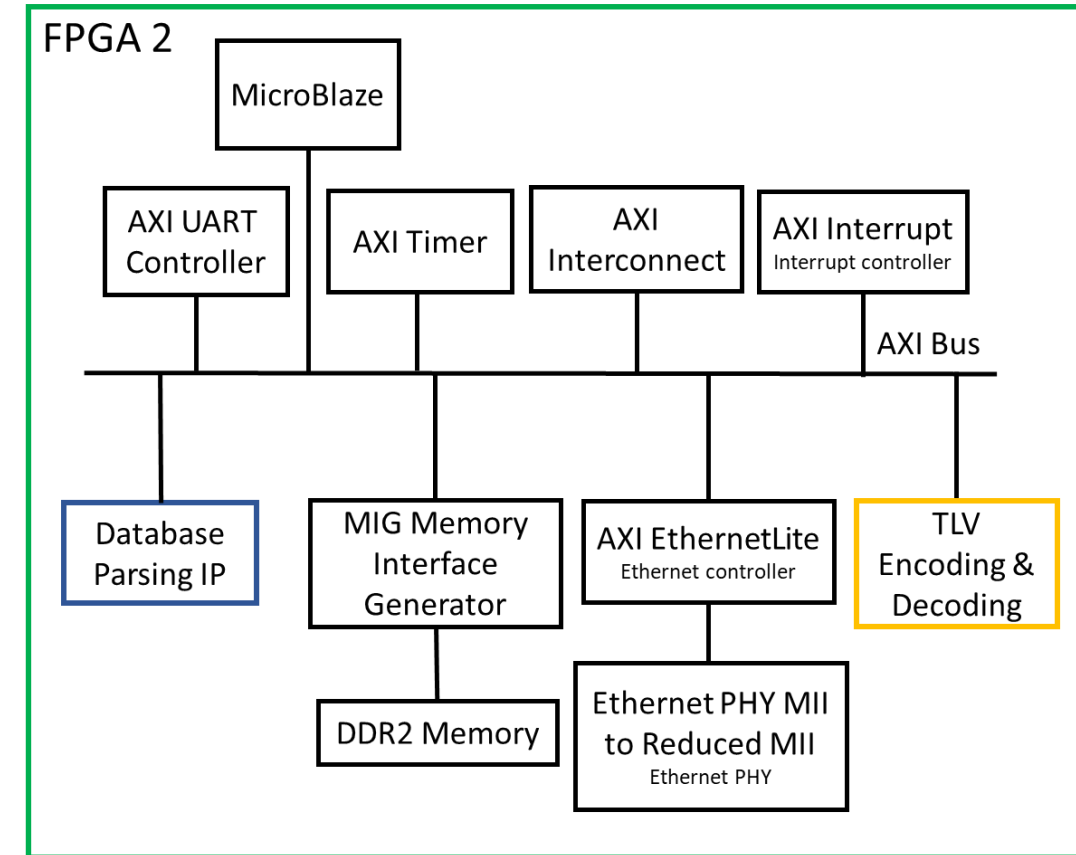 FPGA 2
MicroBlaze
AXI UART
Controller
AXI Timer
AXI
Interconnect
AXI Interrupt
Interrupt controller
AXI Bus
Database
Parsing IP
MIG Memory
Interface
Generator
AXI EthernetLite
Ethernet controller
TLV
Encoding &
Decoding
DDR2 Memory
Ethernet PHY MII
to Reduced MII
Ethernet PHY